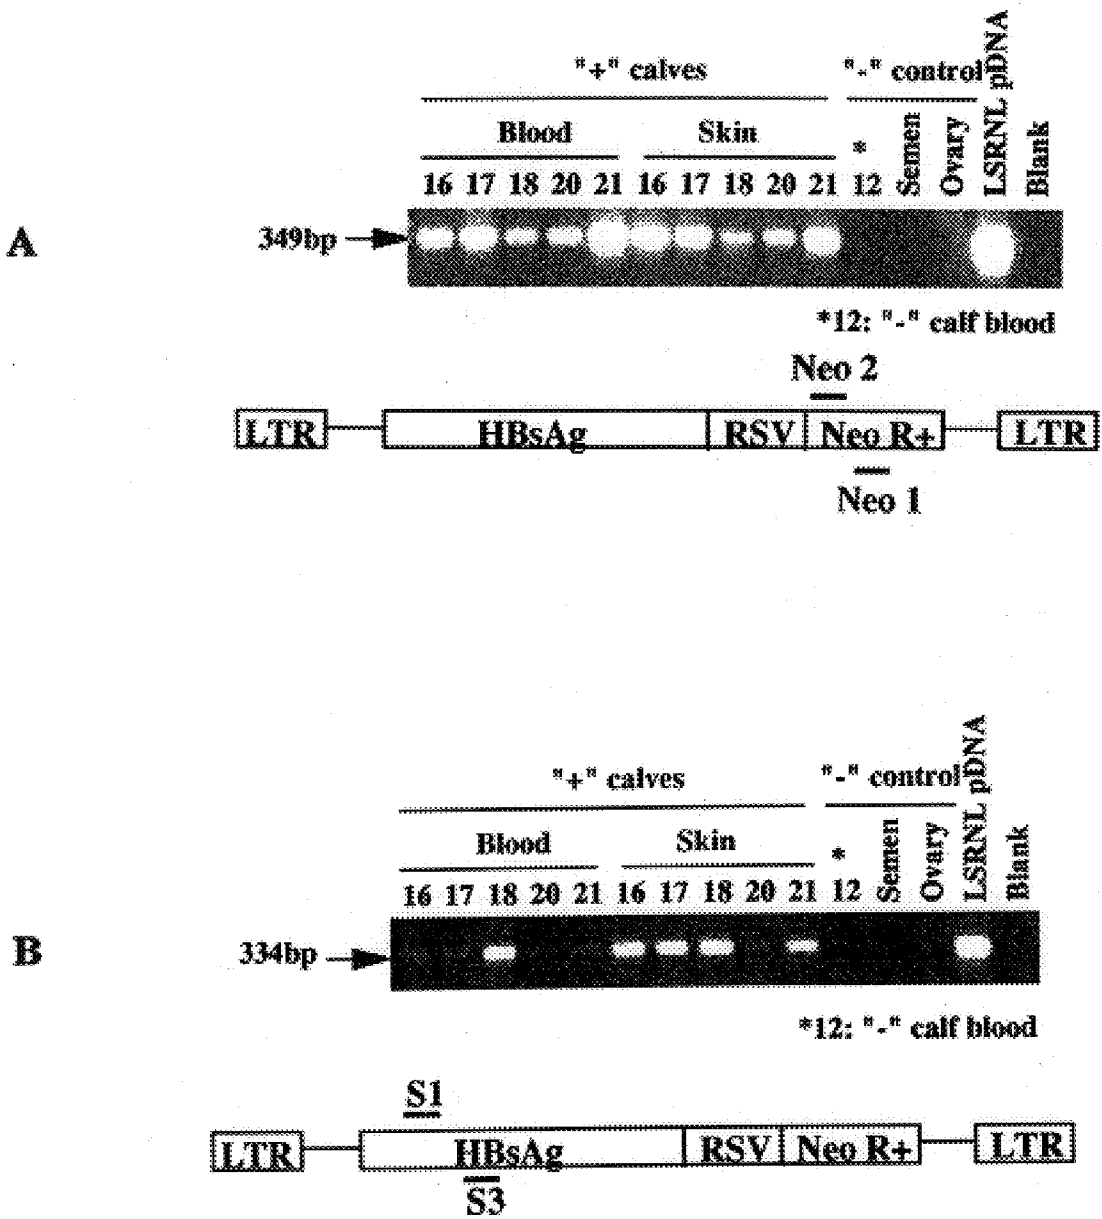 "+" calves "-" control
LSRNL pDNA
Blood Skin * Semen Ovary Blank
16 17 18 20 21 16 17 18 20 21 12
A 349bp
*12: "-" calf blood
Neo 2
LTR HBsAg RSV Neo R+ LTR
Neo 1
"+" calves "-" control
LSRNL pDNA
Blood Skin * Semen Ovary Blank
16 17 18 20 21 16 17 18 20 21 12
B 334bp
*12: "-" calf blood
S1
LTR HBsAg RSV Neo R+ LTR
S3